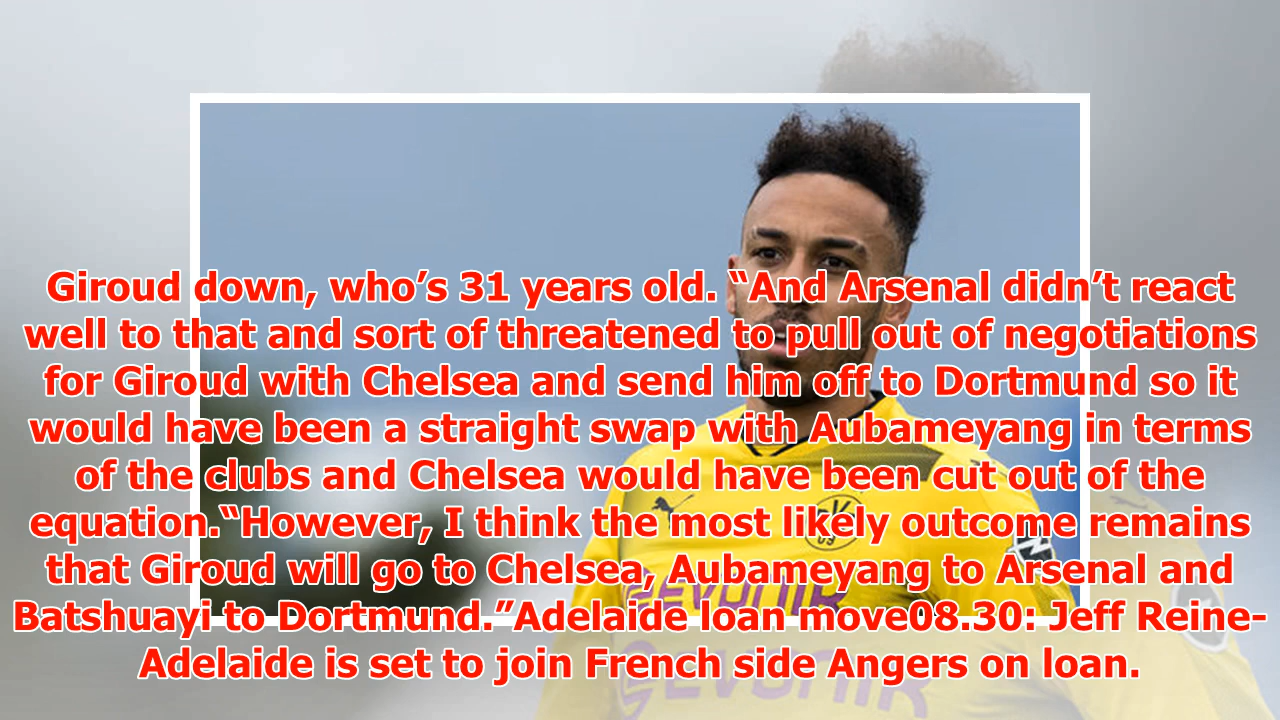 Giroud down, who’s 31 years old. “And Arsenal didn’t react
well to that and sort of threatened to pull out of negotiations
for Giroud with Chelsea and send him off to Dortmund so it
would have been a straight swap with Aubameyang in terms
of the clubs and Chelsea would have been cut out of the
equation.“However, I think the most likely outcome remains
that Giroud will go to Chelsea, Aubameyang to Arsenal and
Batshuayi to Dortmund.”Adelaide loan move08.30: Jeff Reine-
Adelaide is set to join French side Angers on loan.
BVB
09
EVONIK
EVONIK